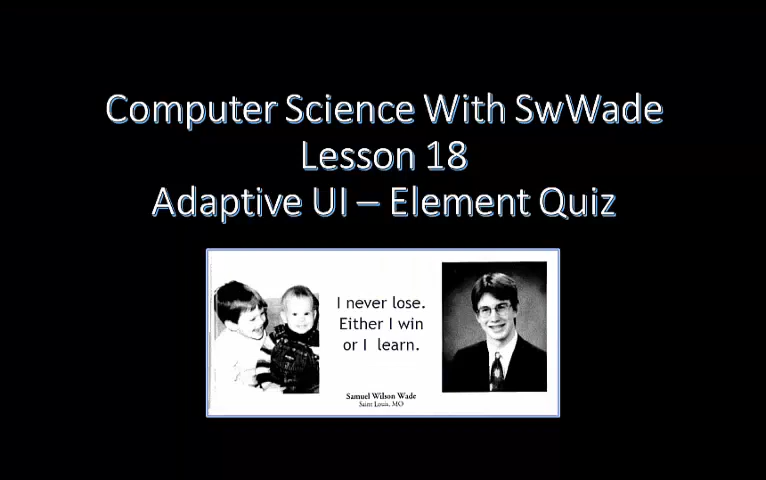 Computer Science With SwWade
Lesson 18
Adaptive UI – Element Quiz
I never lose.
Either I win
or I learn.
Samuel Wilson Wade
Saint Louis, MO